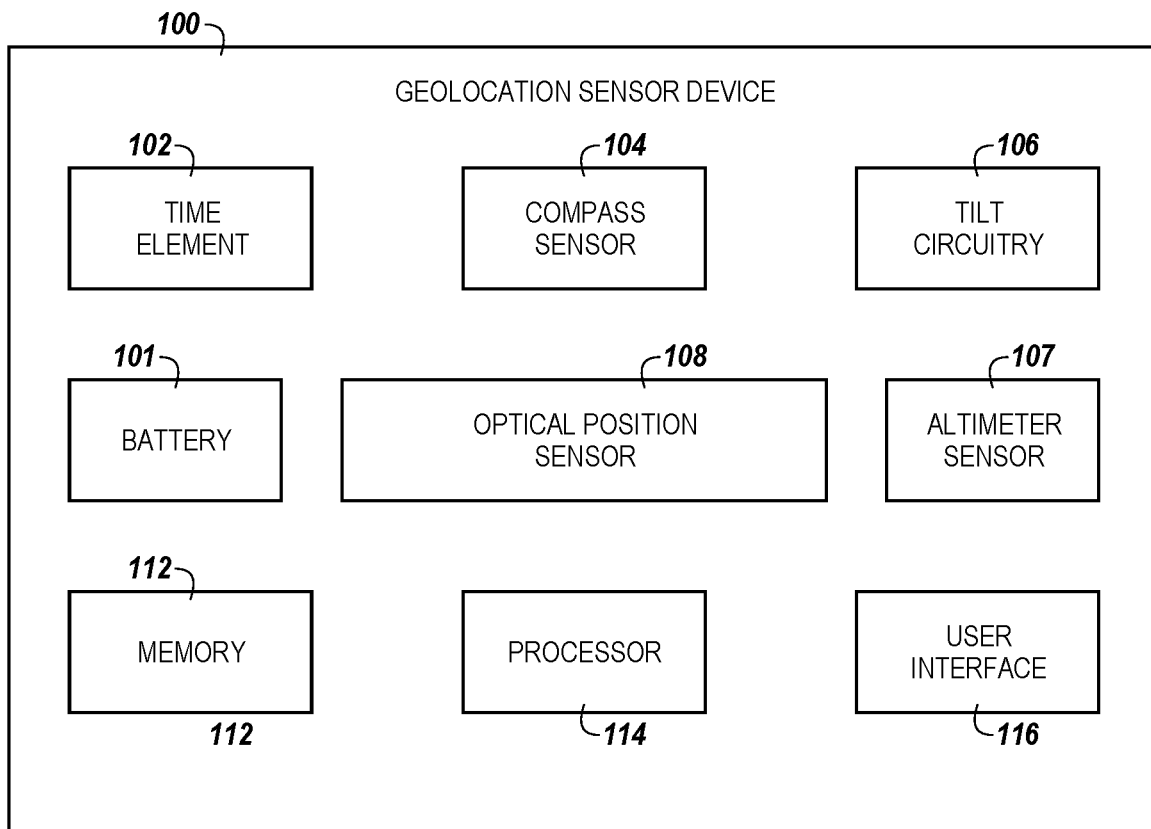 100
GEOLOCATION SENSOR DEVICE
102
TIME
ELEMENT
104
COMPASS
SENSOR
106
TILT
CIRCUITRY
101
BATTERY
108
OPTICAL POSITION
SENSOR
107
ALTIMETER
SENSOR
112
MEMORY
112
PROCESSOR
114
USER
INTERFACE
116